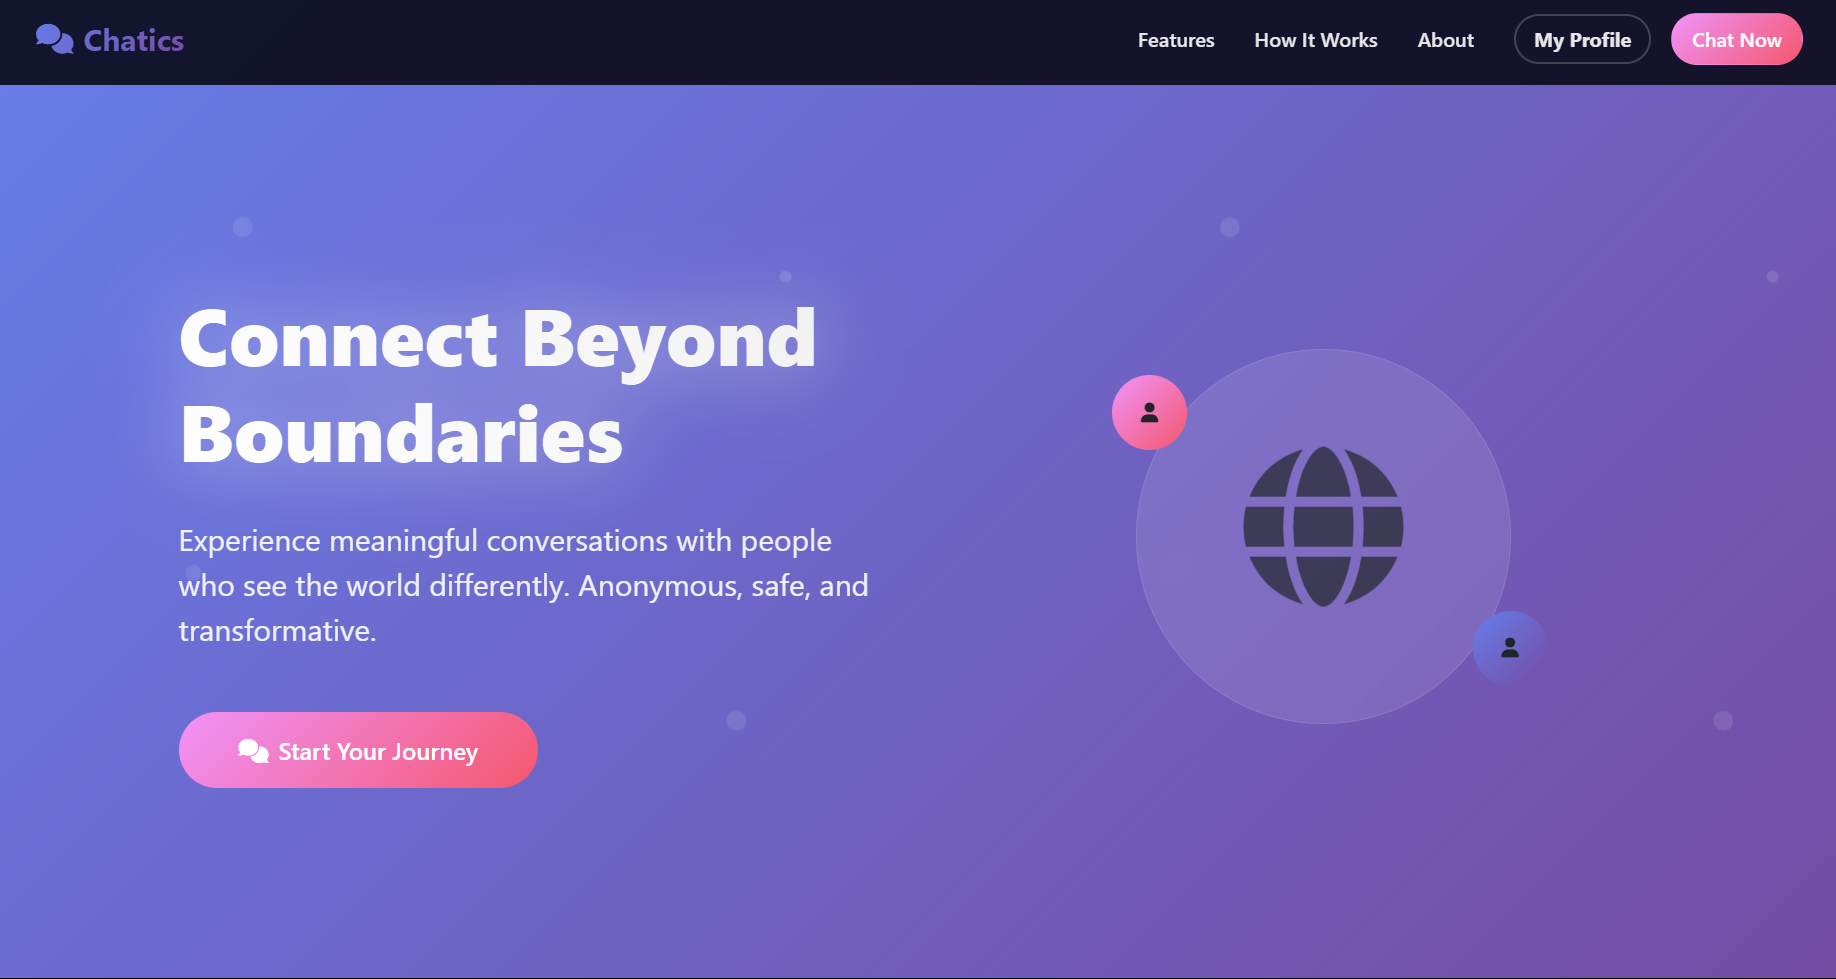 Chatics
Features
How It Works
About
My Profile
Chat Now
Connect Beyond
Boundaries
Experience meaningful conversations with people
who see the world differently. Anonymous, safe, and
transformative.
Start Your Journey